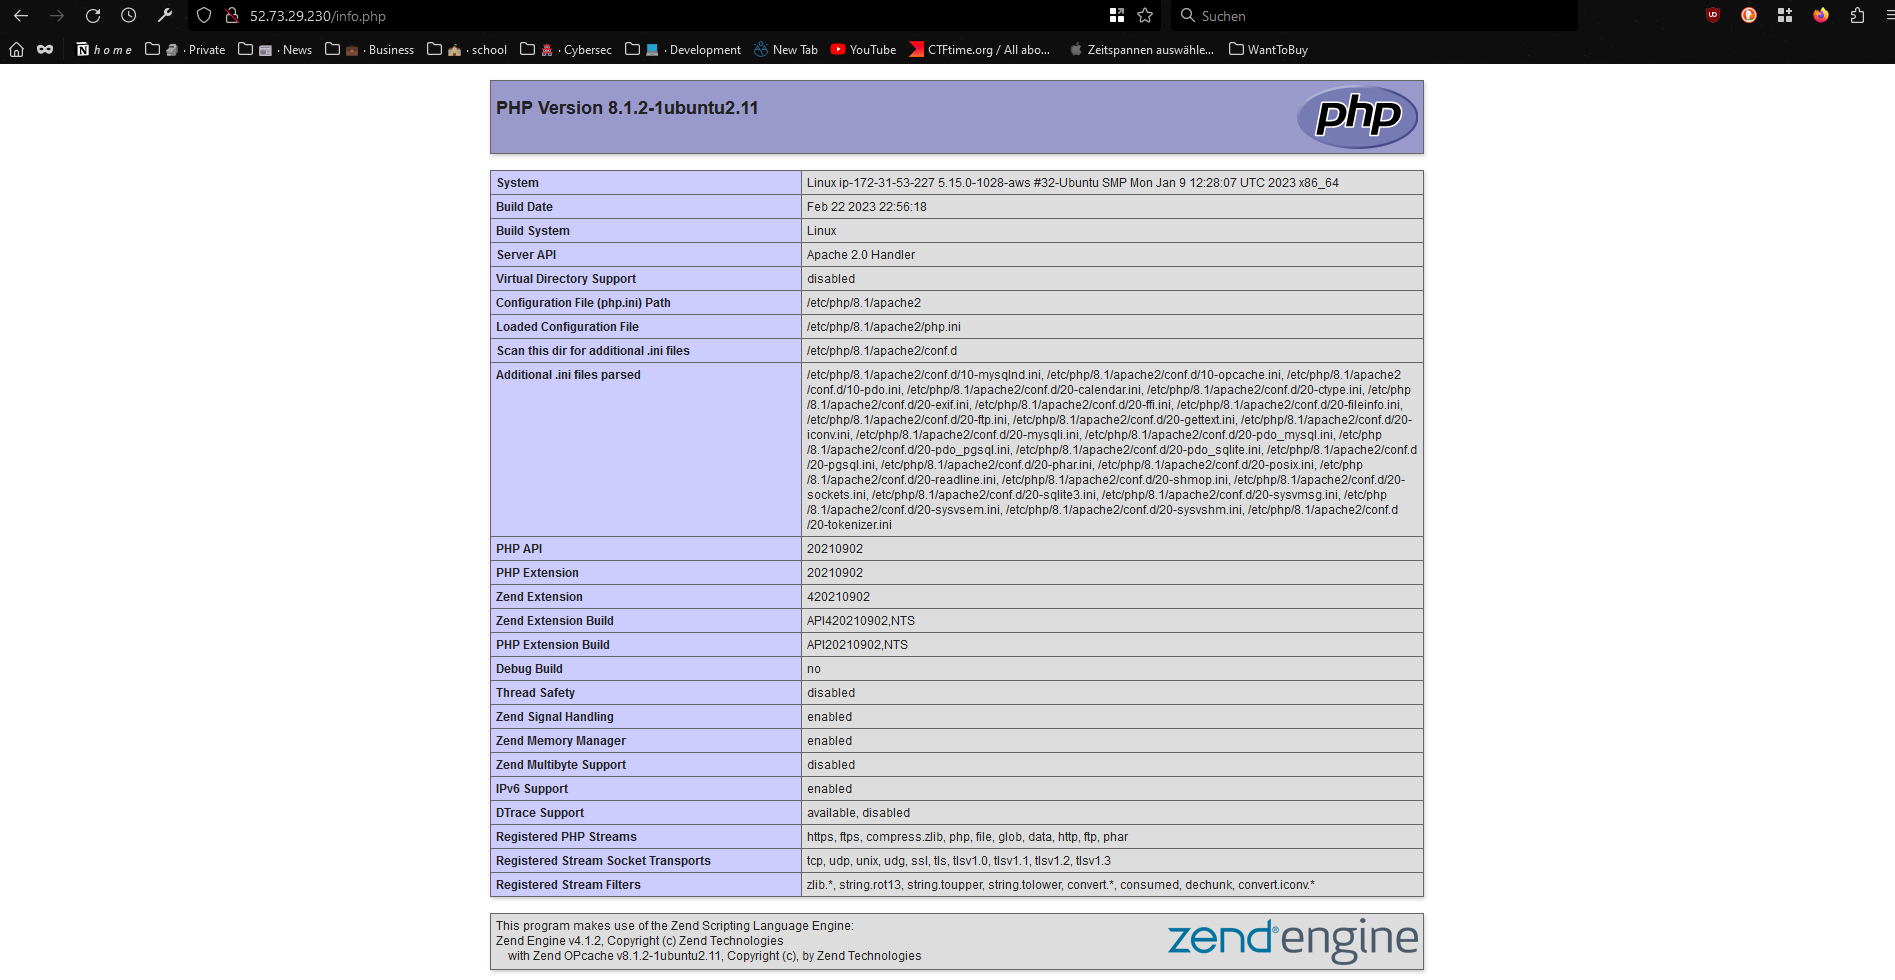 52.73.29.230/info.php
Suchen
home
· Private
· News
· Business
· school
· Cybersec
· Development
New Tab
YouTube
CTFtime.org / All abo...
Zeitspannen auswähle...
WantToBuy
PHP Version 8.1.2-1ubuntu2.11
php
System Linux ip-172-31-53-227 5.15.0-1028-aws #32-Ubuntu SMP Mon Jan 9 12:28:07 UTC 2023 x86_64
Build Date Feb 22 2023 22:56:18
Build System Linux
Server API Apache 2.0 Handler
Virtual Directory Support disabled
Configuration File (php.ini) Path /etc/php/8.1/apache2
Loaded Configuration File /etc/php/8.1/apache2/php.ini
Scan this dir for additional .ini files /etc/php/8.1/apache2/conf.d
Additional .ini files parsed /etc/php/8.1/apache2/conf.d/10-mysqlnd.ini, /etc/php/8.1/apache2/conf.d/10-opcache.ini, /etc/php/8.1/apache2
/conf.d/10-pdo.ini, /etc/php/8.1/apache2/conf.d/20-calendar.ini, /etc/php/8.1/apache2/conf.d/20-ctype.ini, /etc/php
/8.1/apache2/conf.d/20-exif.ini, /etc/php/8.1/apache2/conf.d/20-ffi.ini, /etc/php/8.1/apache2/conf.d/20-fileinfo.ini,
/etc/php/8.1/apache2/conf.d/20-ftp.ini, /etc/php/8.1/apache2/conf.d/20-gettext.ini, /etc/php/8.1/apache2/conf.d/20-
iconv.ini, /etc/php/8.1/apache2/conf.d/20-mysqli.ini, /etc/php/8.1/apache2/conf.d/20-pdo_mysql.ini, /etc/php
/8.1/apache2/conf.d/20-pdo_pgsql.ini, /etc/php/8.1/apache2/conf.d/20-pdo_sqlite.ini, /etc/php/8.1/apache2/conf.d
/20-pgsql.ini, /etc/php/8.1/apache2/conf.d/20-phar.ini, /etc/php/8.1/apache2/conf.d/20-posix.ini, /etc/php
/8.1/apache2/conf.d/20-readline.ini, /etc/php/8.1/apache2/conf.d/20-shmop.ini, /etc/php/8.1/apache2/conf.d/20-
sockets.ini, /etc/php/8.1/apache2/conf.d/20-sqlite3.ini, /etc/php/8.1/apache2/conf.d/20-sysvmsg.ini, /etc/php
/8.1/apache2/conf.d/20-sysvsem.ini, /etc/php/8.1/apache2/conf.d/20-sysvshm.ini, /etc/php/8.1/apache2/conf.d
/20-tokenizer.ini
PHP API 20210902
PHP Extension 20210902
Zend Extension 420210902
Zend Extension Build API420210902,NTS
PHP Extension Build API20210902,NTS
Debug Build no
Thread Safety disabled
Zend Signal Handling enabled
Zend Memory Manager enabled
Zend Multibyte Support disabled
IPv6 Support enabled
DTrace Support available, disabled
Registered PHP Streams https, ftps, compress.zlib, php, file, glob, data, http, ftp, phar
Registered Stream Socket Transports tcp, udp, unix, udg, ssl, tls, tlsv1.0, tlsv1.1, tlsv1.2, tlsv1.3
Registered Stream Filters zlib.*, string.rot13, string.toupper, string.tolower, convert.*, consumed, dechunk, convert.iconv.*
This program makes use of the Zend Scripting Language Engine:
Zend Engine v4.1.2, Copyright (c) Zend Technologies
with Zend OPcache v8.1.2-1ubuntu2.11, Copyright (c), by Zend Technologies
zend® engine